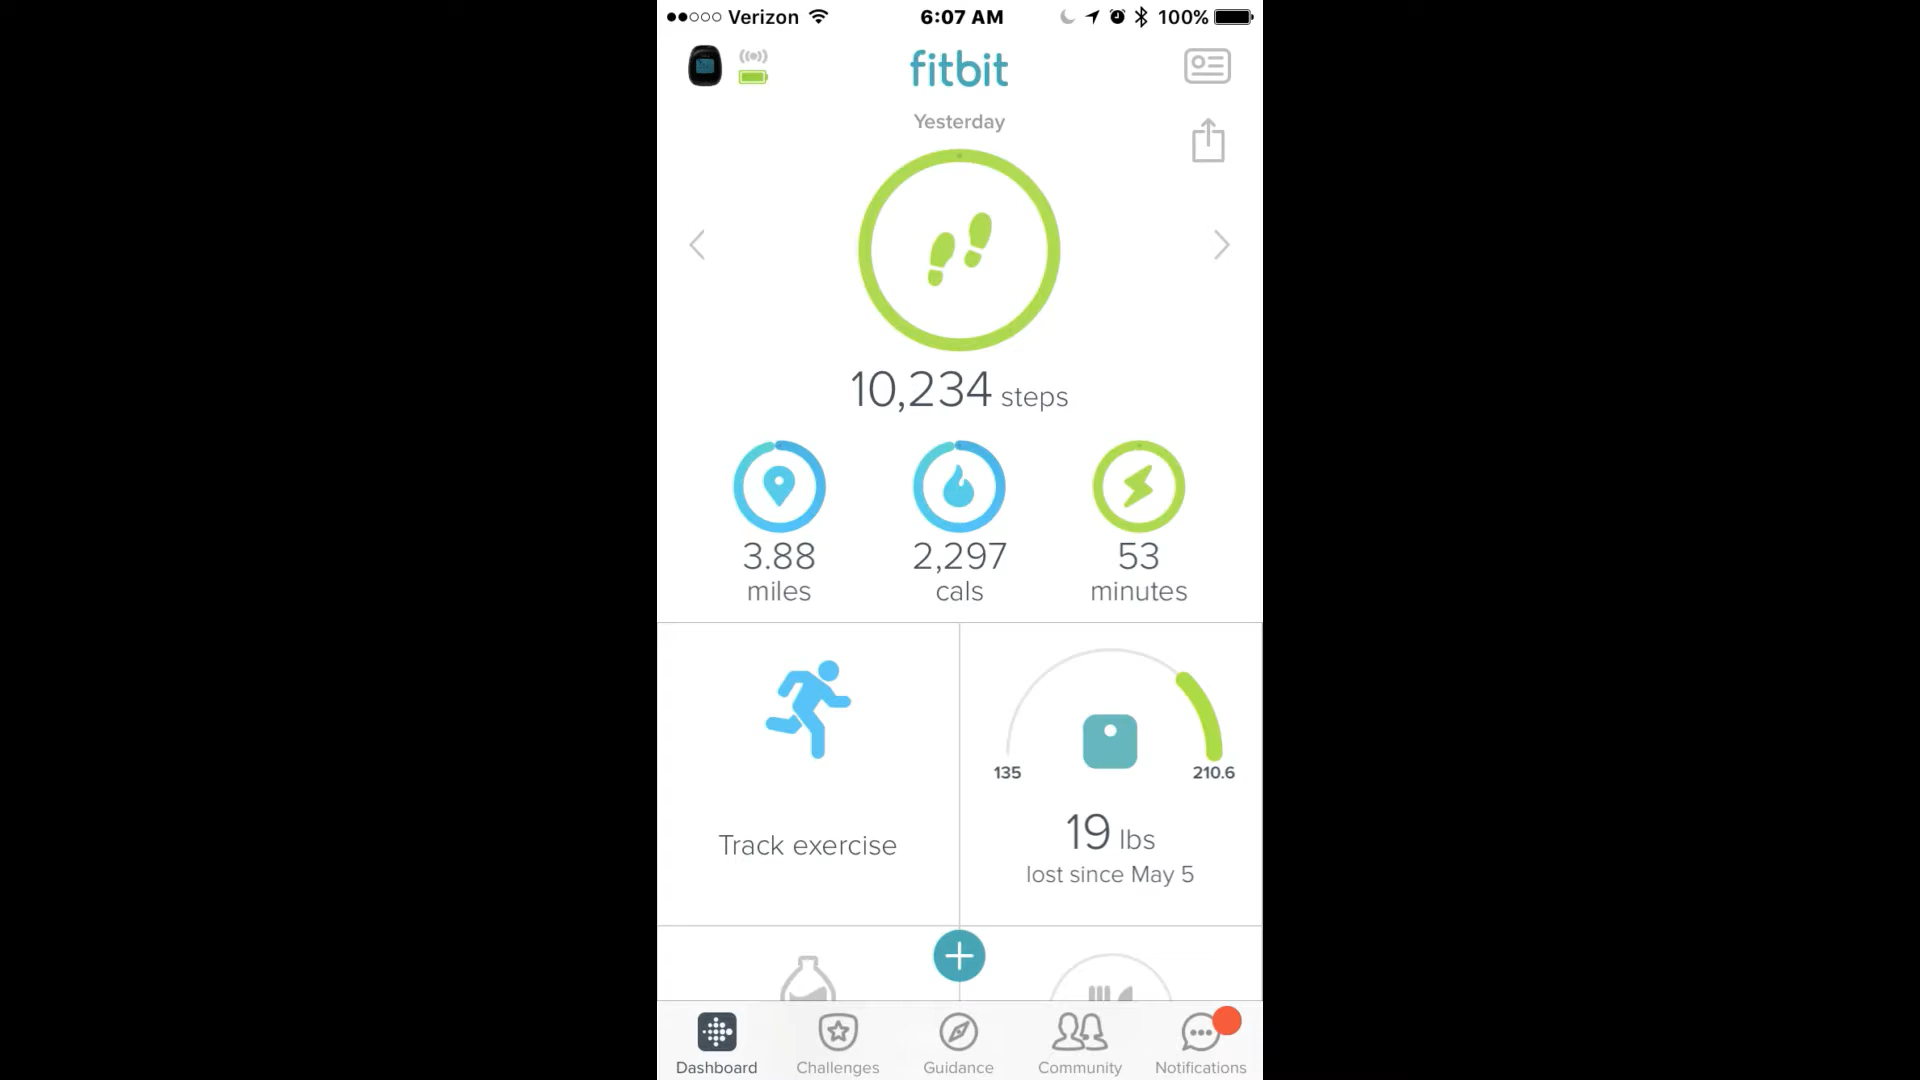 Verizon 6:07 AM 100%
fitbit
Yesterday
10,234 steps
3.88 2,297 53
miles cals minutes
135 210.6
19 lbs
Track exercise
lost since May 5
Dashboard Challenges Guidance Community Notifications